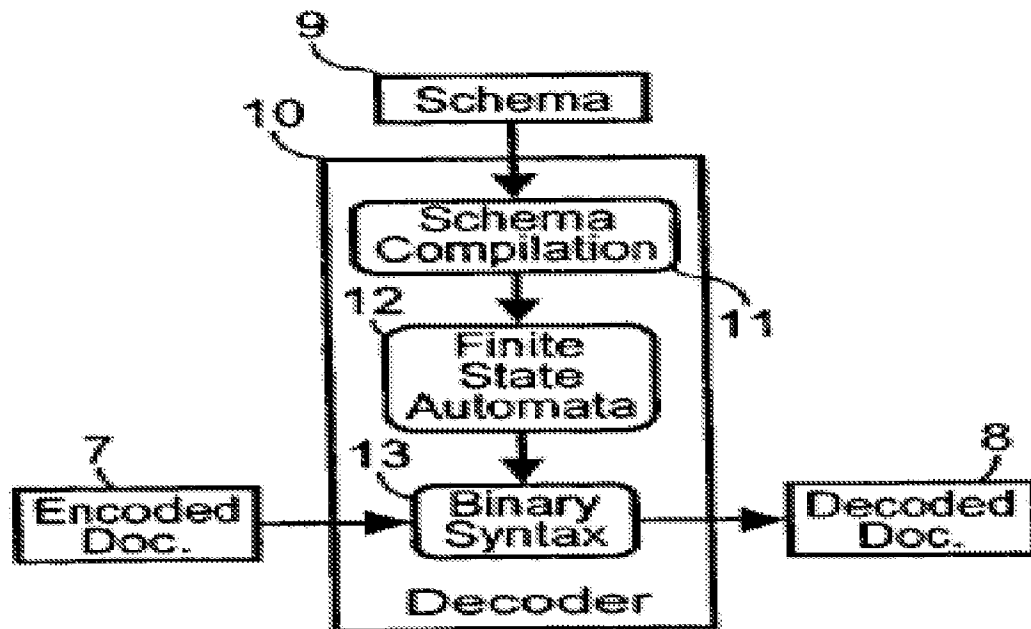 9
Schema
10
Schema
Compilation
11
12
Finite
State
Automata
7
13
8
Encoded
Doc.
Binary
Syntax
Decoded
Doc.
Decoder